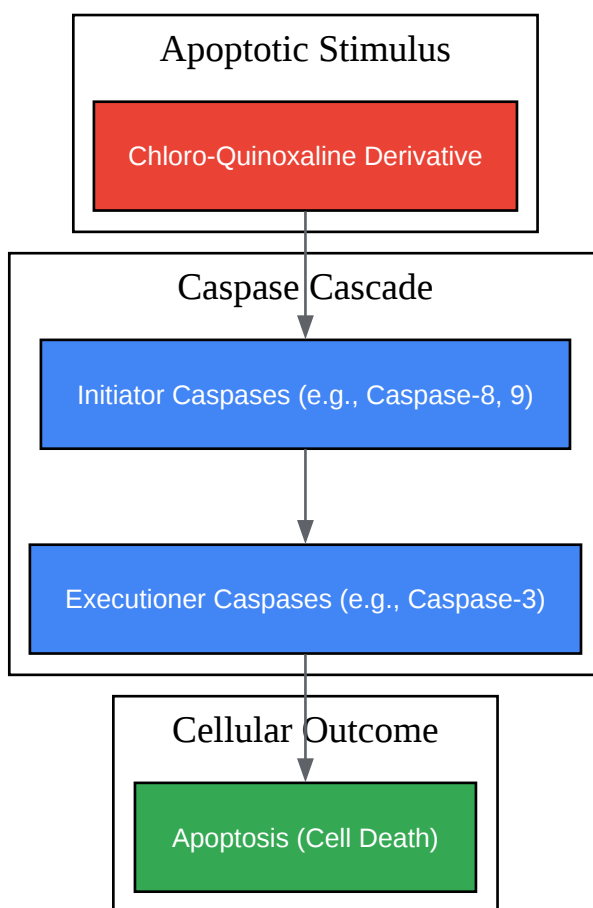 Apoptotic Stimulus
Chloro-Quinoxaline Derivative
Caspase Cascade
Initiator Caspases (e.g., Caspase-8, 9)
Executioner Caspases (e.g., Caspase-3)
Cellular Outcome
Apoptosis (Cell Death)